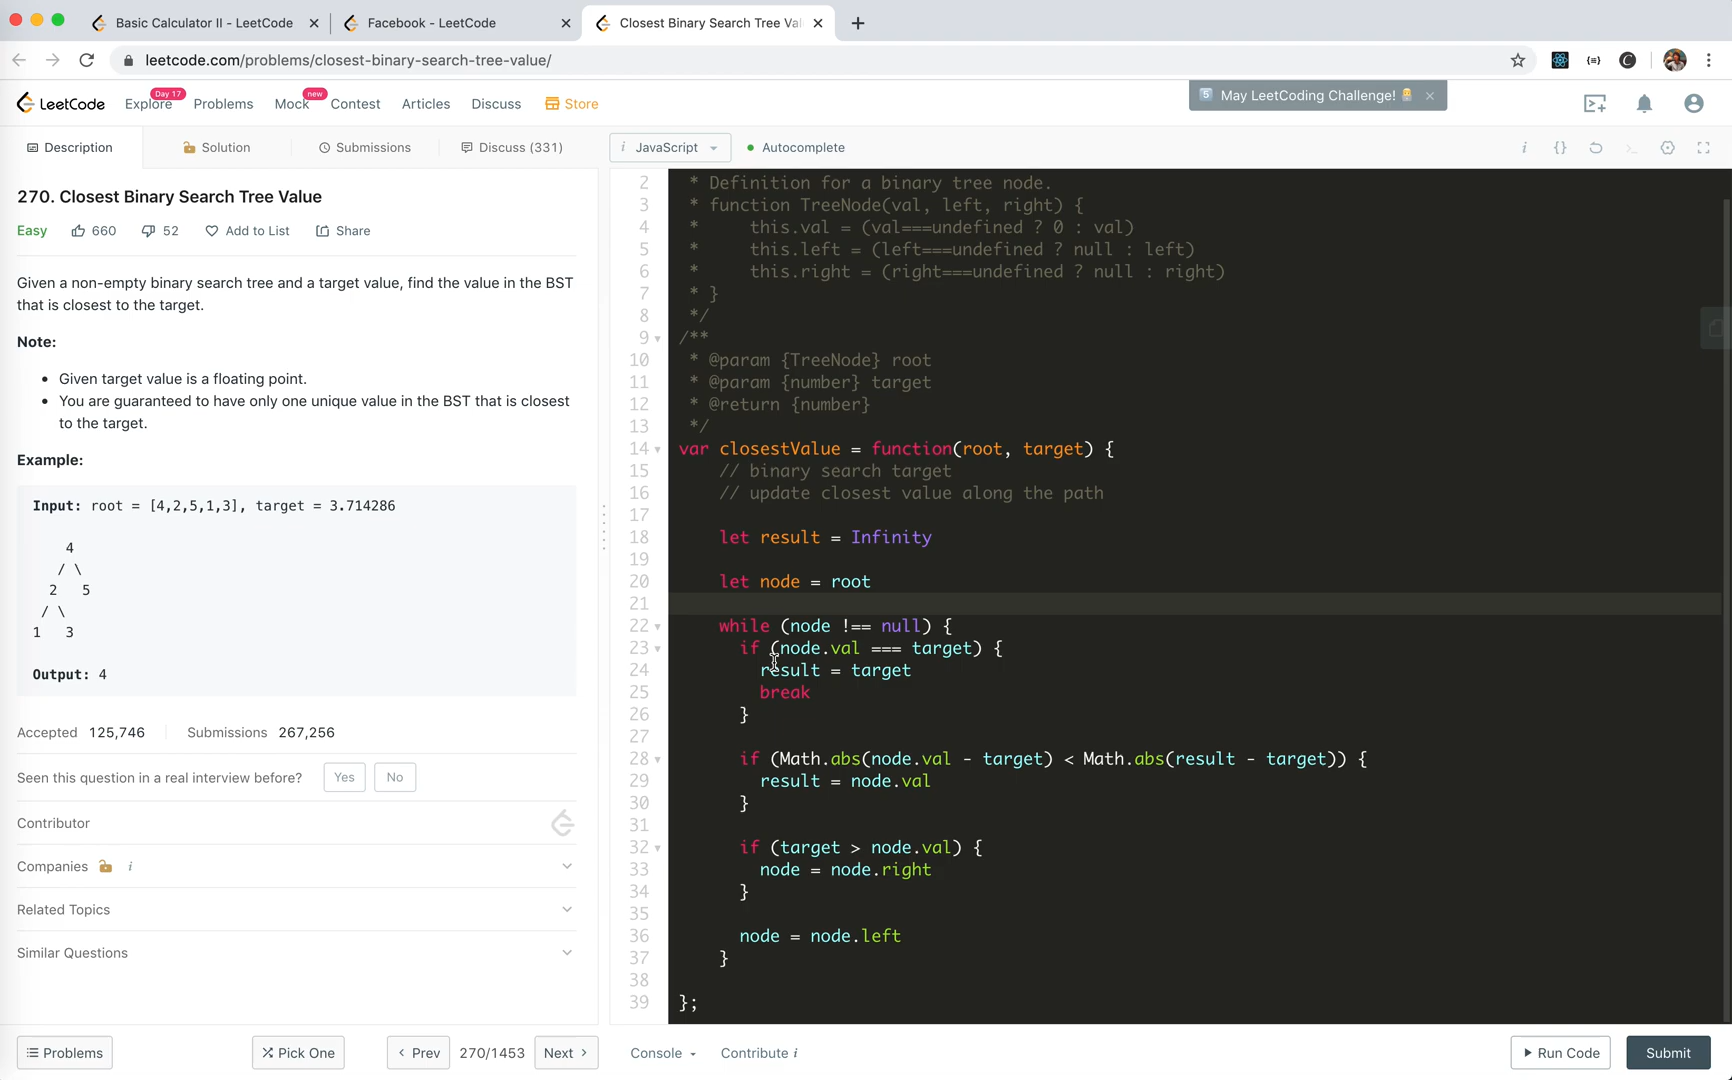 Basic Calculator II - LeetCode
Facebook - LeetCode
Closest Binary Search Tree Val
leetcode.com/problems/closest-binary-search-tree-value/
LeetCode
Explore
Day 17
Problems
Mock
new
Contest
Articles
Discuss
Store
May LeetCoding Challenge!
Description
Solution
Submissions
Discuss (331)
i JavaScript
Autocomplete
270. Closest Binary Search Tree Value
Easy 660 52 Add to List Share
Given a non-empty binary search tree and a target value, find the value in the BST
that is closest to the target.
Note:
• Given target value is a floating point.
• You are guaranteed to have only one unique value in the BST that is closest
to the target.
Example:
Input: root = [4,2,5,1,3], target = 3.714286
4
/ \
2 5
/ \
1 3
Output: 4
Accepted 125,746 Submissions 267,256
Seen this question in a real interview before? Yes No
Contributor
Companies i
Related Topics
Similar Questions
2 * Definition for a binary tree node.
3 * function TreeNode(val, left, right) {
4 * this.val = (val===undefined ? 0 : val)
5 * this.left = (left===undefined ? null : left)
6 * this.right = (right===undefined ? null : right)
7 * }
8 */
9 /**
10 * @param {TreeNode} root
11 * @param {number} target
12 * @return {number}
13 */
14 var closestValue = function(root, target) {
15 // binary search target
16 // update closest value along the path
17
18 let result = Infinity
19
20 let node = root
21
22 while (node !== null) {
23 if (node.val === target) {
24 result = target
25 break
26 }
27
28 if (Math.abs(node.val - target) < Math.abs(result - target)) {
29 result = node.val
30 }
31
32 if (target > node.val) {
33 node = node.right
34 }
35
36 node = node.left
37 }
38
39 };
Problems
Pick One
< Prev
270/1453
Next >
Console
Contribute i
Run Code
Submit